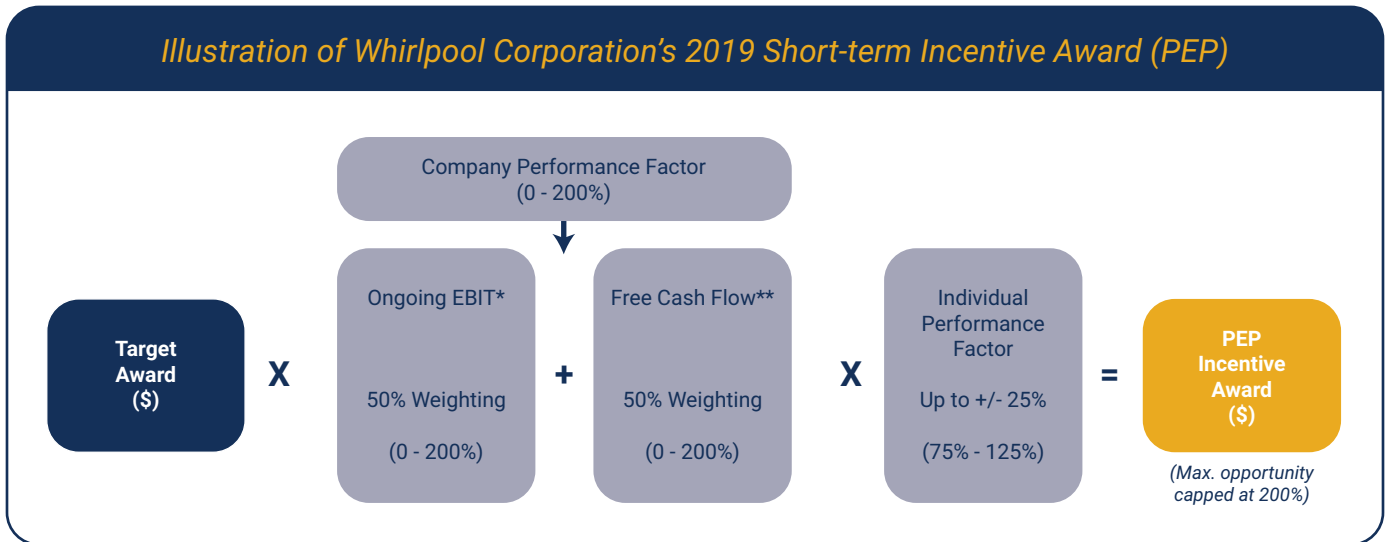 Illustration of Whirlpool Corporation's 2019 Short-term Incentive Award (PEP)
Company Performance Factor
(0 - 200%)
Target
Award
($)
X
Ongoing EBIT*
50% Weighting
(0 - 200%)
+
Free Cash Flow**
50% Weighting
(0 - 200%)
X
Individual
Performance
Factor
Up to +/- 25%
(75% - 125%)
=
PEP
Incentive
Award
($)
(Max. opportunity
capped at 200%)